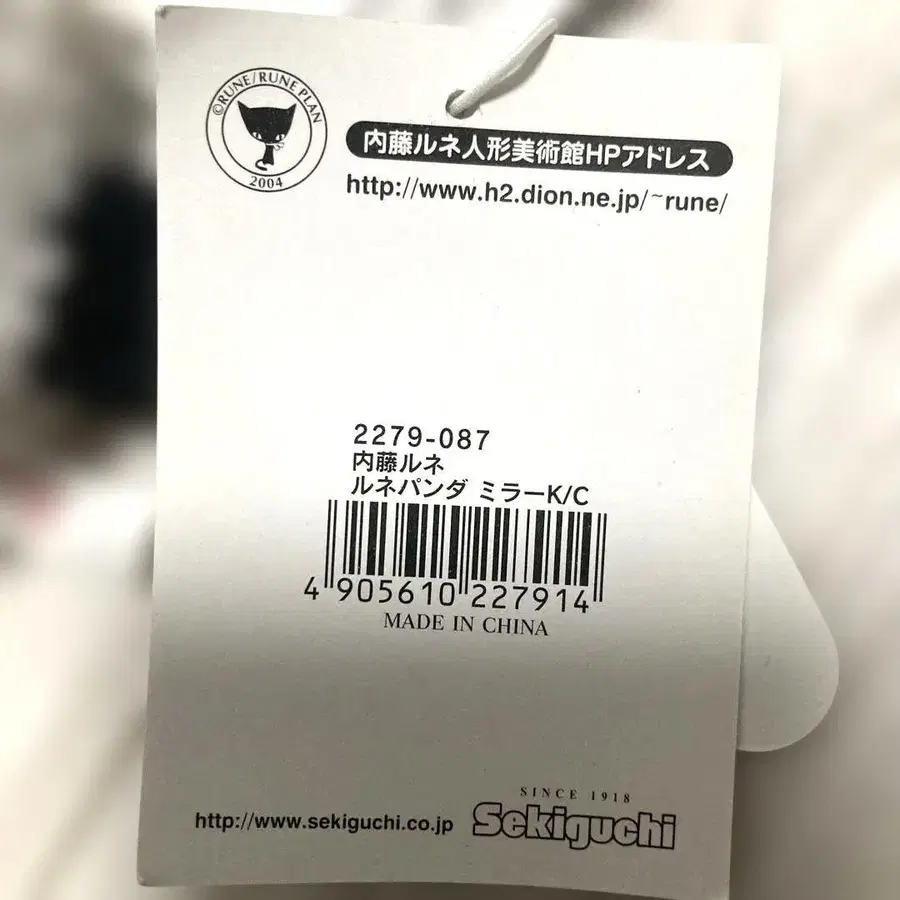 ©RUNE/RUNE PLAN
2004
内藤ルネ人形美術館HPアドレス
http://www.h2.dion.ne.jp/~rune/
2279-087
内藤ルネ
ルネパンダ ミラーK/C
4 905610 227914
MADE IN CHINA
SINCE 1918
http://www.sekiguchi.co.jp Sekiguchi